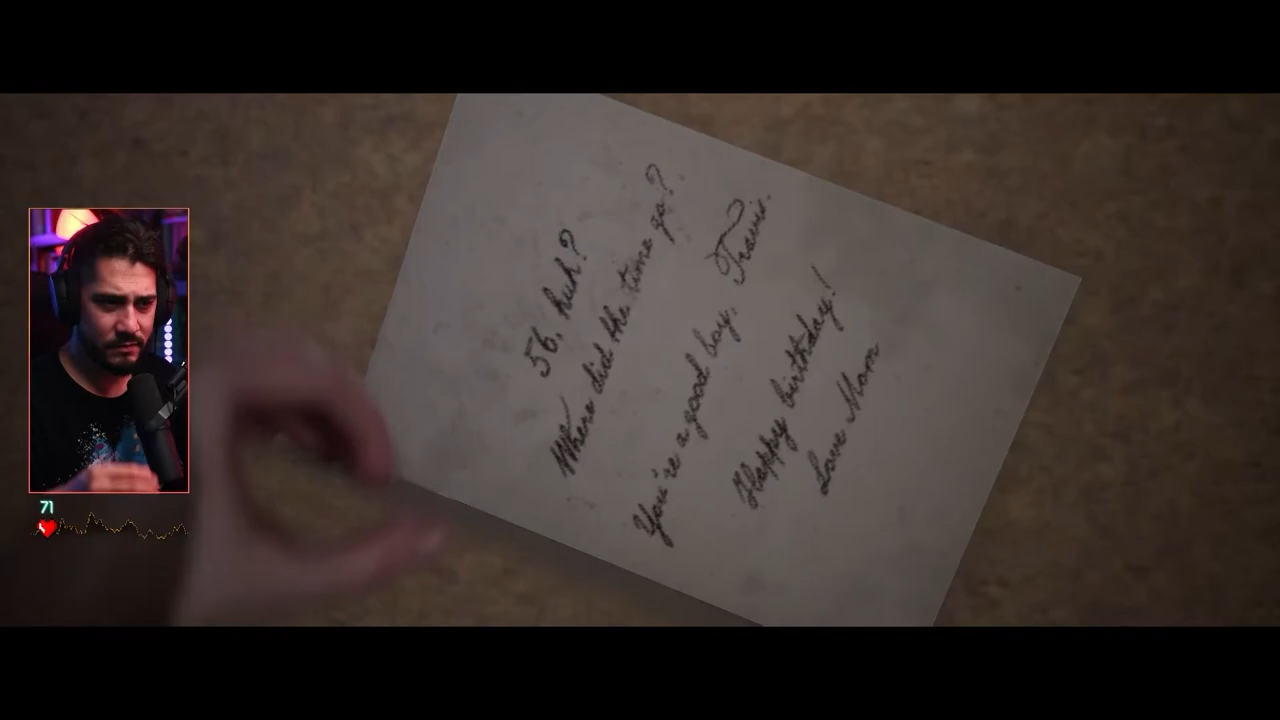 56, huh?
Where did the time go?
You're a good boy, Travis.
Happy birthday!
Love Mom
71